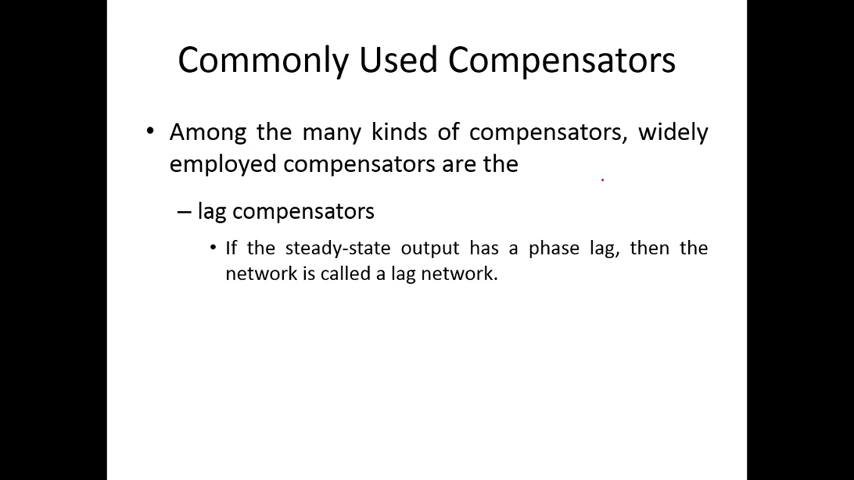 Commonly Used Compensators
• Among the many kinds of compensators, widely
employed compensators are the
– lag compensators
• If the steady-state output has a phase lag, then the
network is called a lag network.